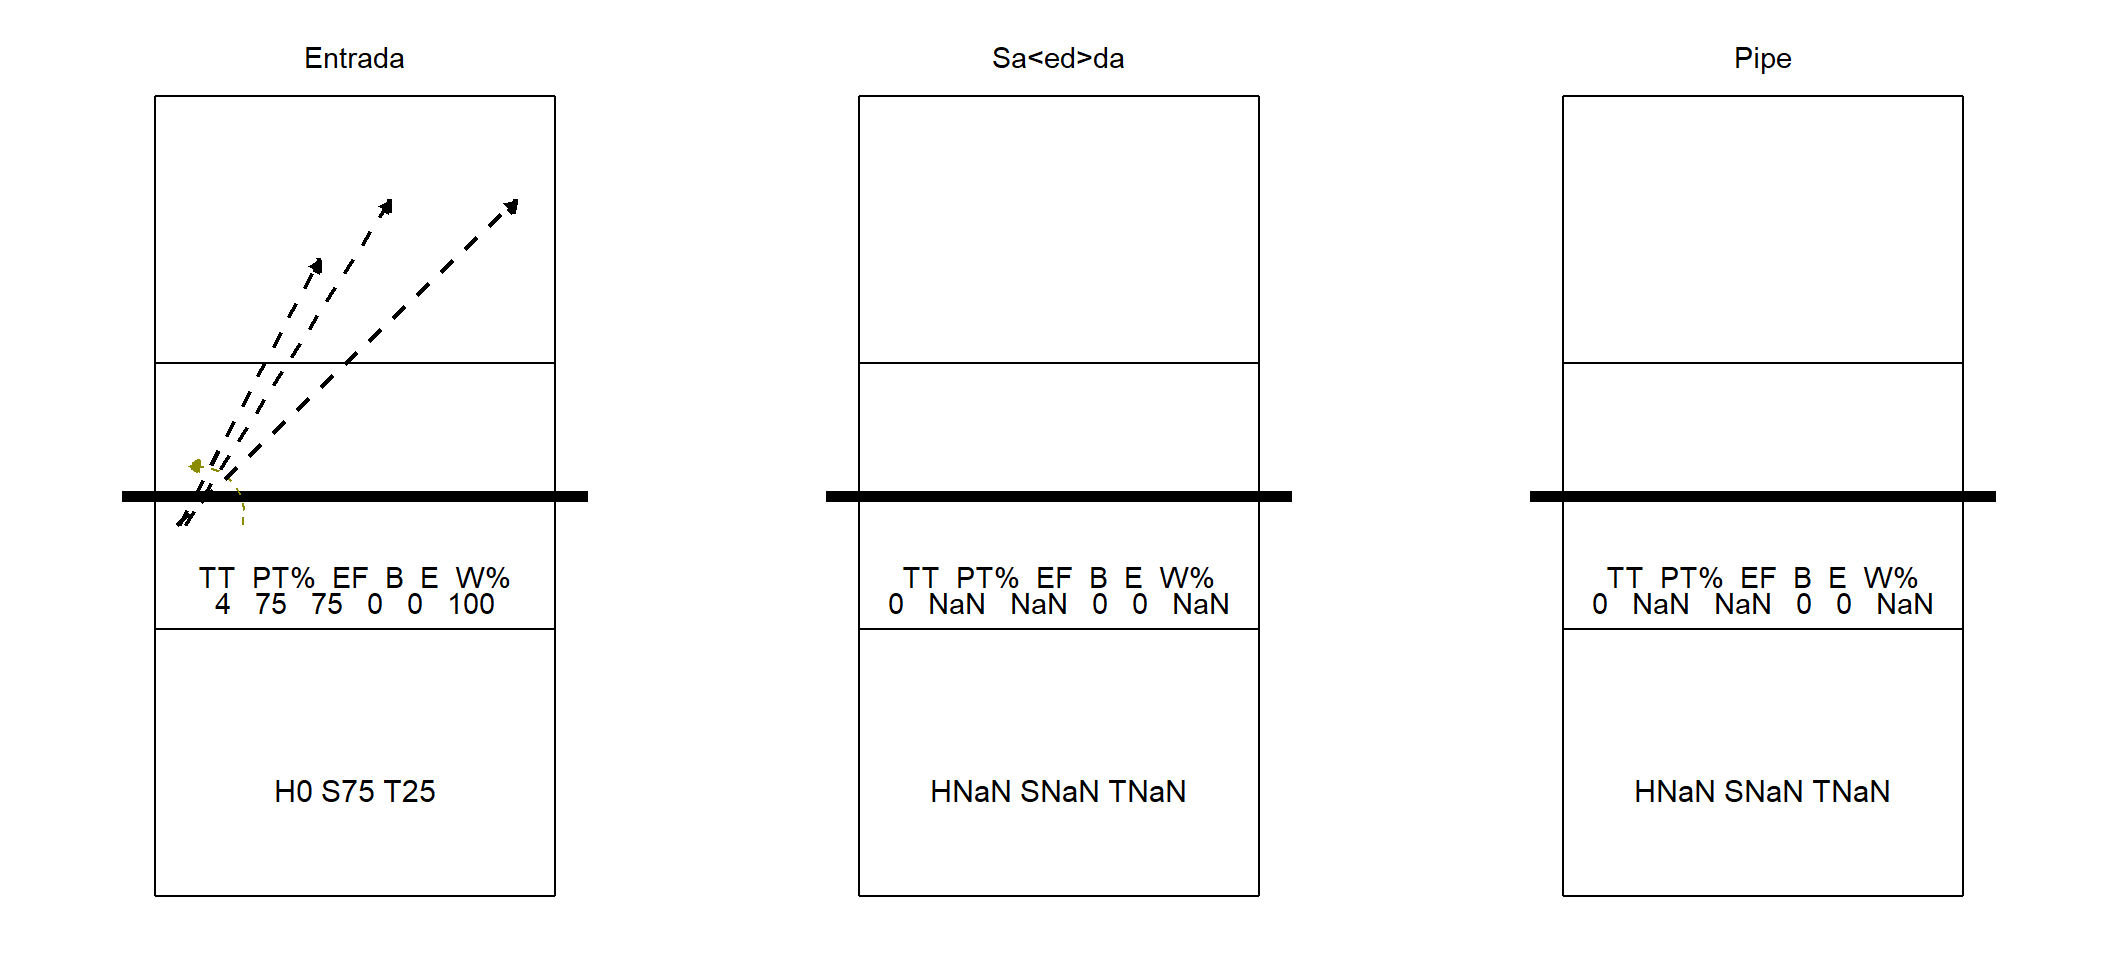 Entrada
TT PT% EF B E W%
4 75 75 0 0 100
H0 S75 T25
Sa<ed>da
TT PT% EF B E W%
0 NaN NaN 0 0 NaN
HNaN SNaN TNaN
Pipe
TT PT% EF B E W%
0 NaN NaN 0 0 NaN
HNaN SNaN TNaN